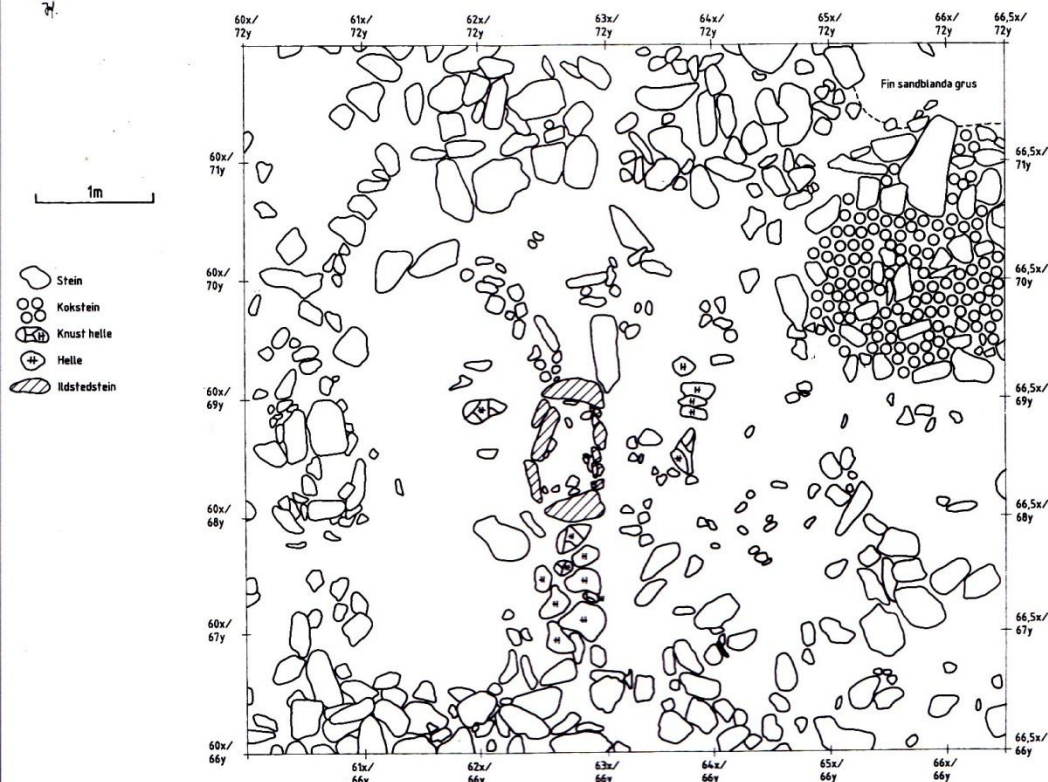 60x/ 61x/ 62x/ 63x/ 64x/ 65x/ 66x/ 66,5x/
72y 72y 72y 72y 72y 72y 72y 72y
Fin sandblanda grus
60x/
71y
66,5x/
71y
1m
60x/
70y
66,5x/
70y
Stein
Kokstein
Knust helle
Helle
Ildstedstein
60x/
69y
66,5x/
69y
60x/
68y
66,5x/
68y
60x/
67y
66,5x/
67y
60x/
66y
66,5x/
66y
61x/ 62x/ 63x/ 64x/ 65x/ 66x/
66y 66y 66y 66y 66y 66y